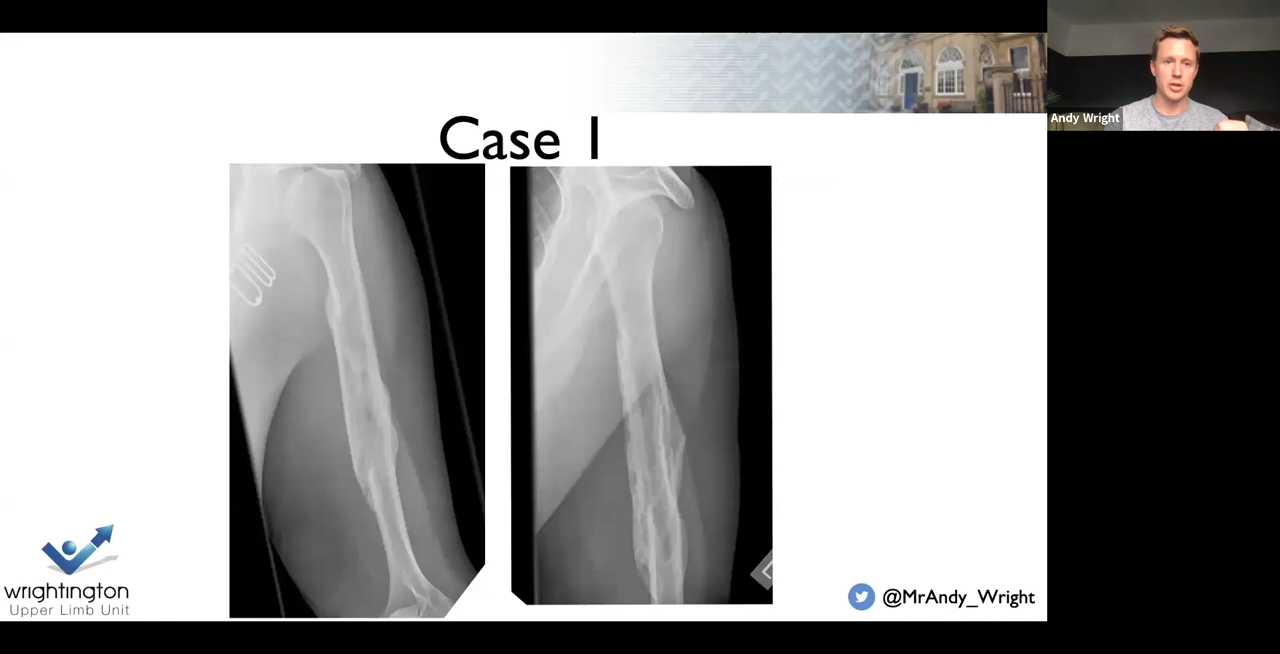 Andy Wright
Case 1
wrightington
Upper Limb Unit
@MrAndy_Wright